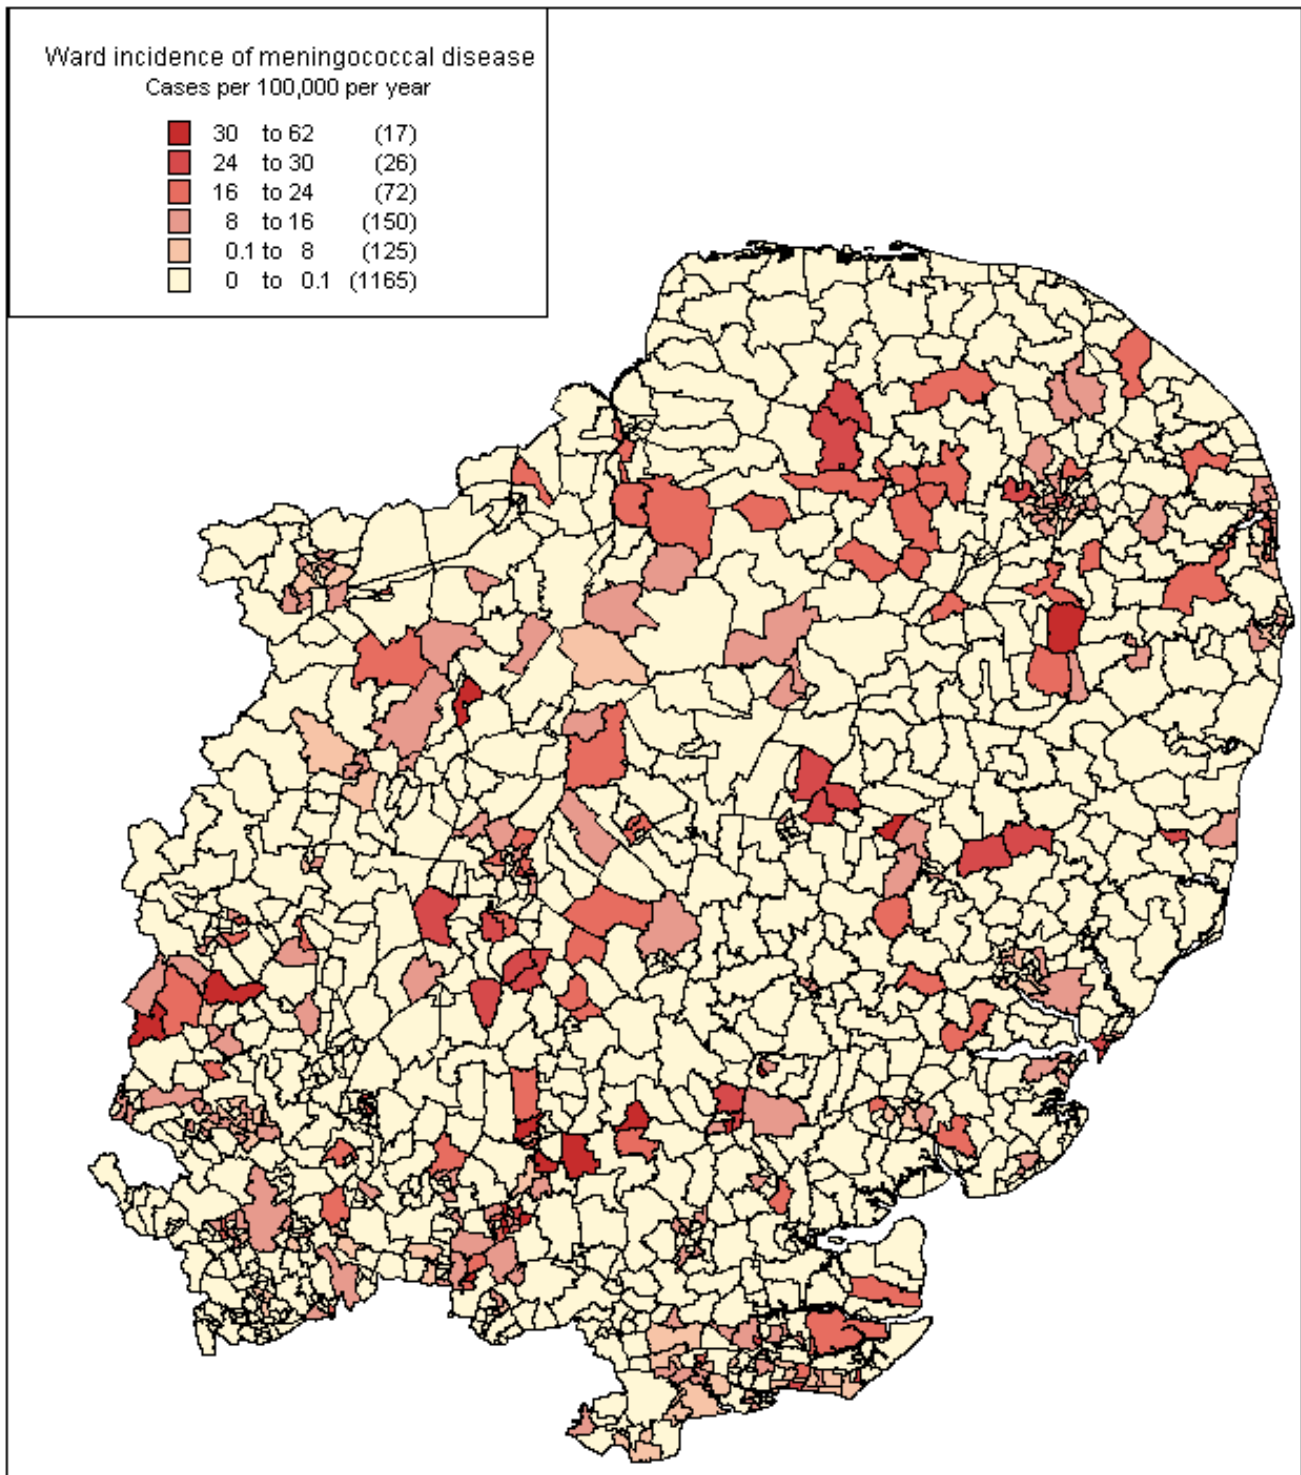 Ward incidence of meningococcal disease
Cases per 100,000 per year
30 to 62 (17)
24 to 30 (26)
16 to 24 (72)
8 to 16 (150)
0.1 to 8 (125)
0 to 0.1 (1165)